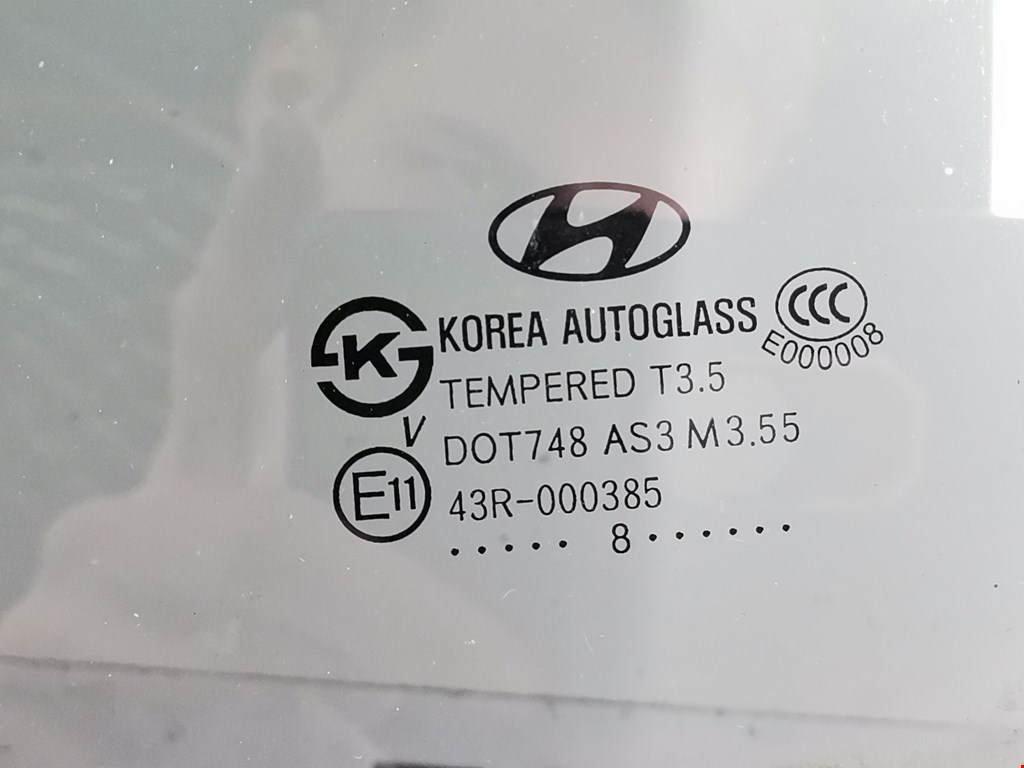 CCC
E000008
K
KOREA AUTOGLASS
TEMPERED T3.5
V
DOT748 AS3 M3.55
E11
43R-000385
..... 8 ......